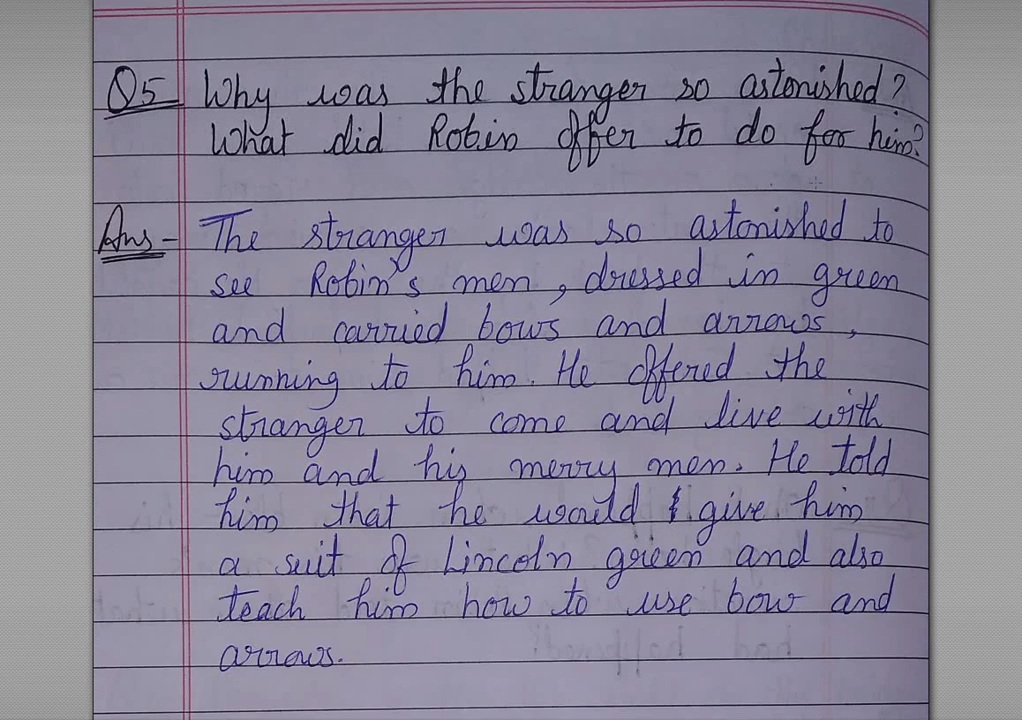 Q5 Why was the stranger so astonished?
What did Robin offer to do for him?
Ans- The stranger was so astonished to
see Robin's men, dressed in green
and carried bows and arrows,
running to him. He offered the
stranger to come and live with
him and his merry men. He told
him that he would give him
a suit of Lincoln green and also
teach him how to use bow and
arrows.